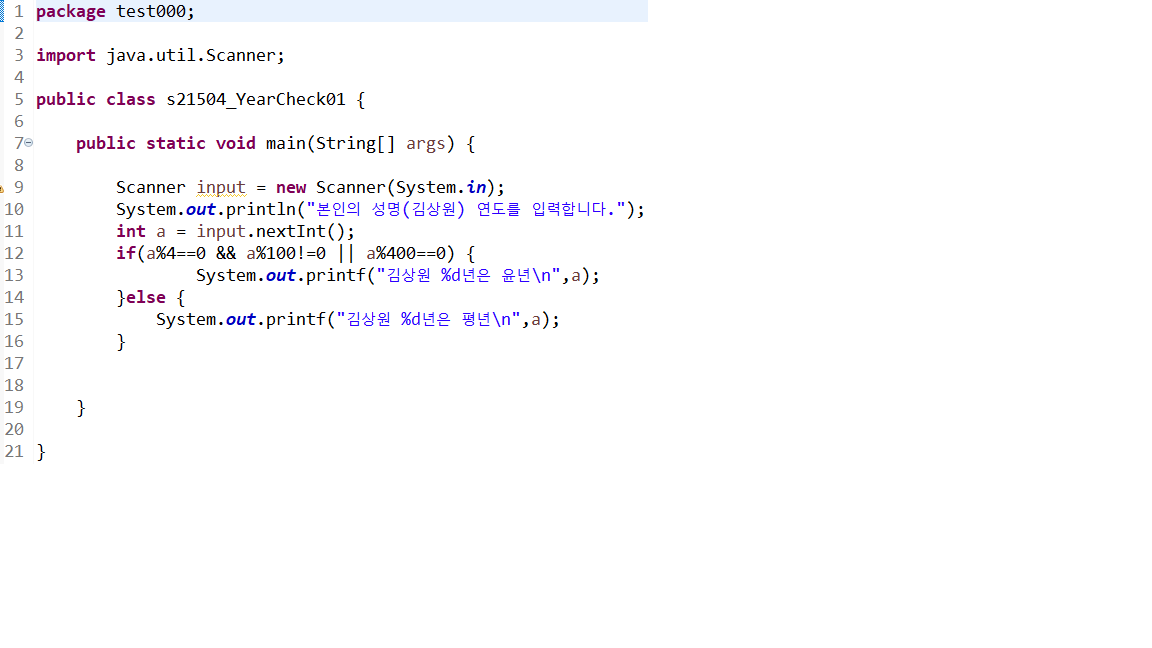 1 package test000;
2
3 import java.util.Scanner;
4
5 public class s21504_YearCheck01 {
6
7 public static void main(String[] args) {
8
9 Scanner input = new Scanner(System.in);
10 System.out.println("본인의 성명(김상원) 연도를 입력합니다.");
11 int a = input.nextInt();
12 if(a%4==0 && a%100!=0 || a%400==0) {
13 System.out.printf("김상원 %d년은 윤년\n",a);
14 }else {
15 System.out.printf("김상원 %d년은 평년\n",a);
16 }
17
18
19 }
20
21 }